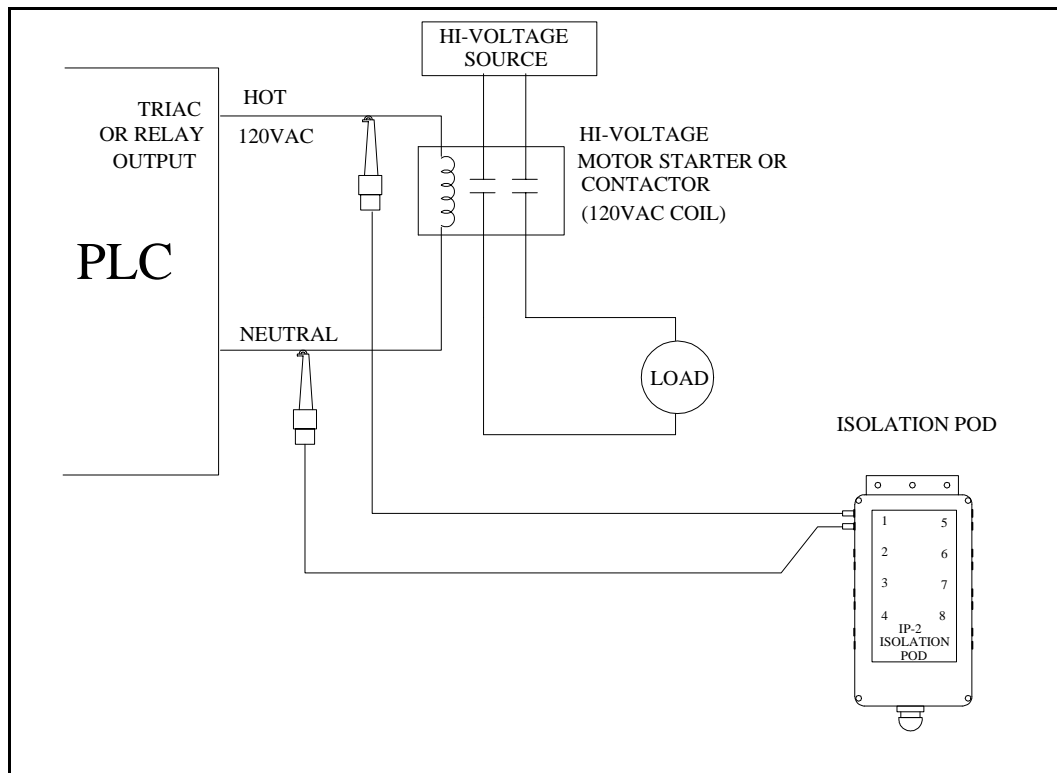 HI-VOLTAGE
SOURCE
TRIAC
OR RELAY
OUTPUT
HOT
120VAC
HI-VOLTAGE
MOTOR STARTER OR
CONTACTOR
(120VAC COIL)
PLC
NEUTRAL
LOAD
ISOLATION POD
1 5
2 6
3 7
4 8
IP-2
ISOLATION
POD